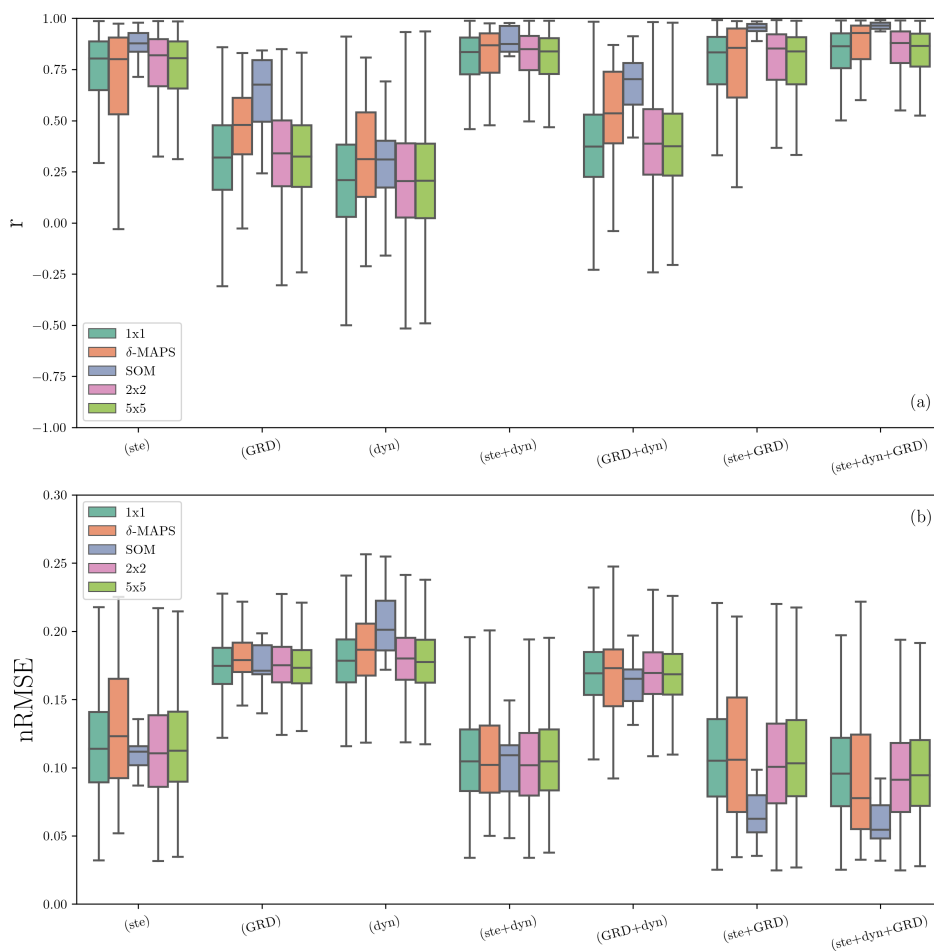 1.00
0.75
0.50
0.25
0.00
−0.25
−0.50
−0.75
−1.00
r
1x1
δ-MAPS
SOM
2x2
5x5
(a)
(ste)
(GRD)
(dyn)
(ste+dyn)
(GRD+dyn)
(ste+GRD)
(ste+dyn+GRD)
0.30
0.25
0.20
0.15
0.10
0.05
0.00
nRMSE
1x1
δ-MAPS
SOM
2x2
5x5
(b)
(ste)
(GRD)
(dyn)
(ste+dyn)
(GRD+dyn)
(ste+GRD)
(ste+dyn+GRD)